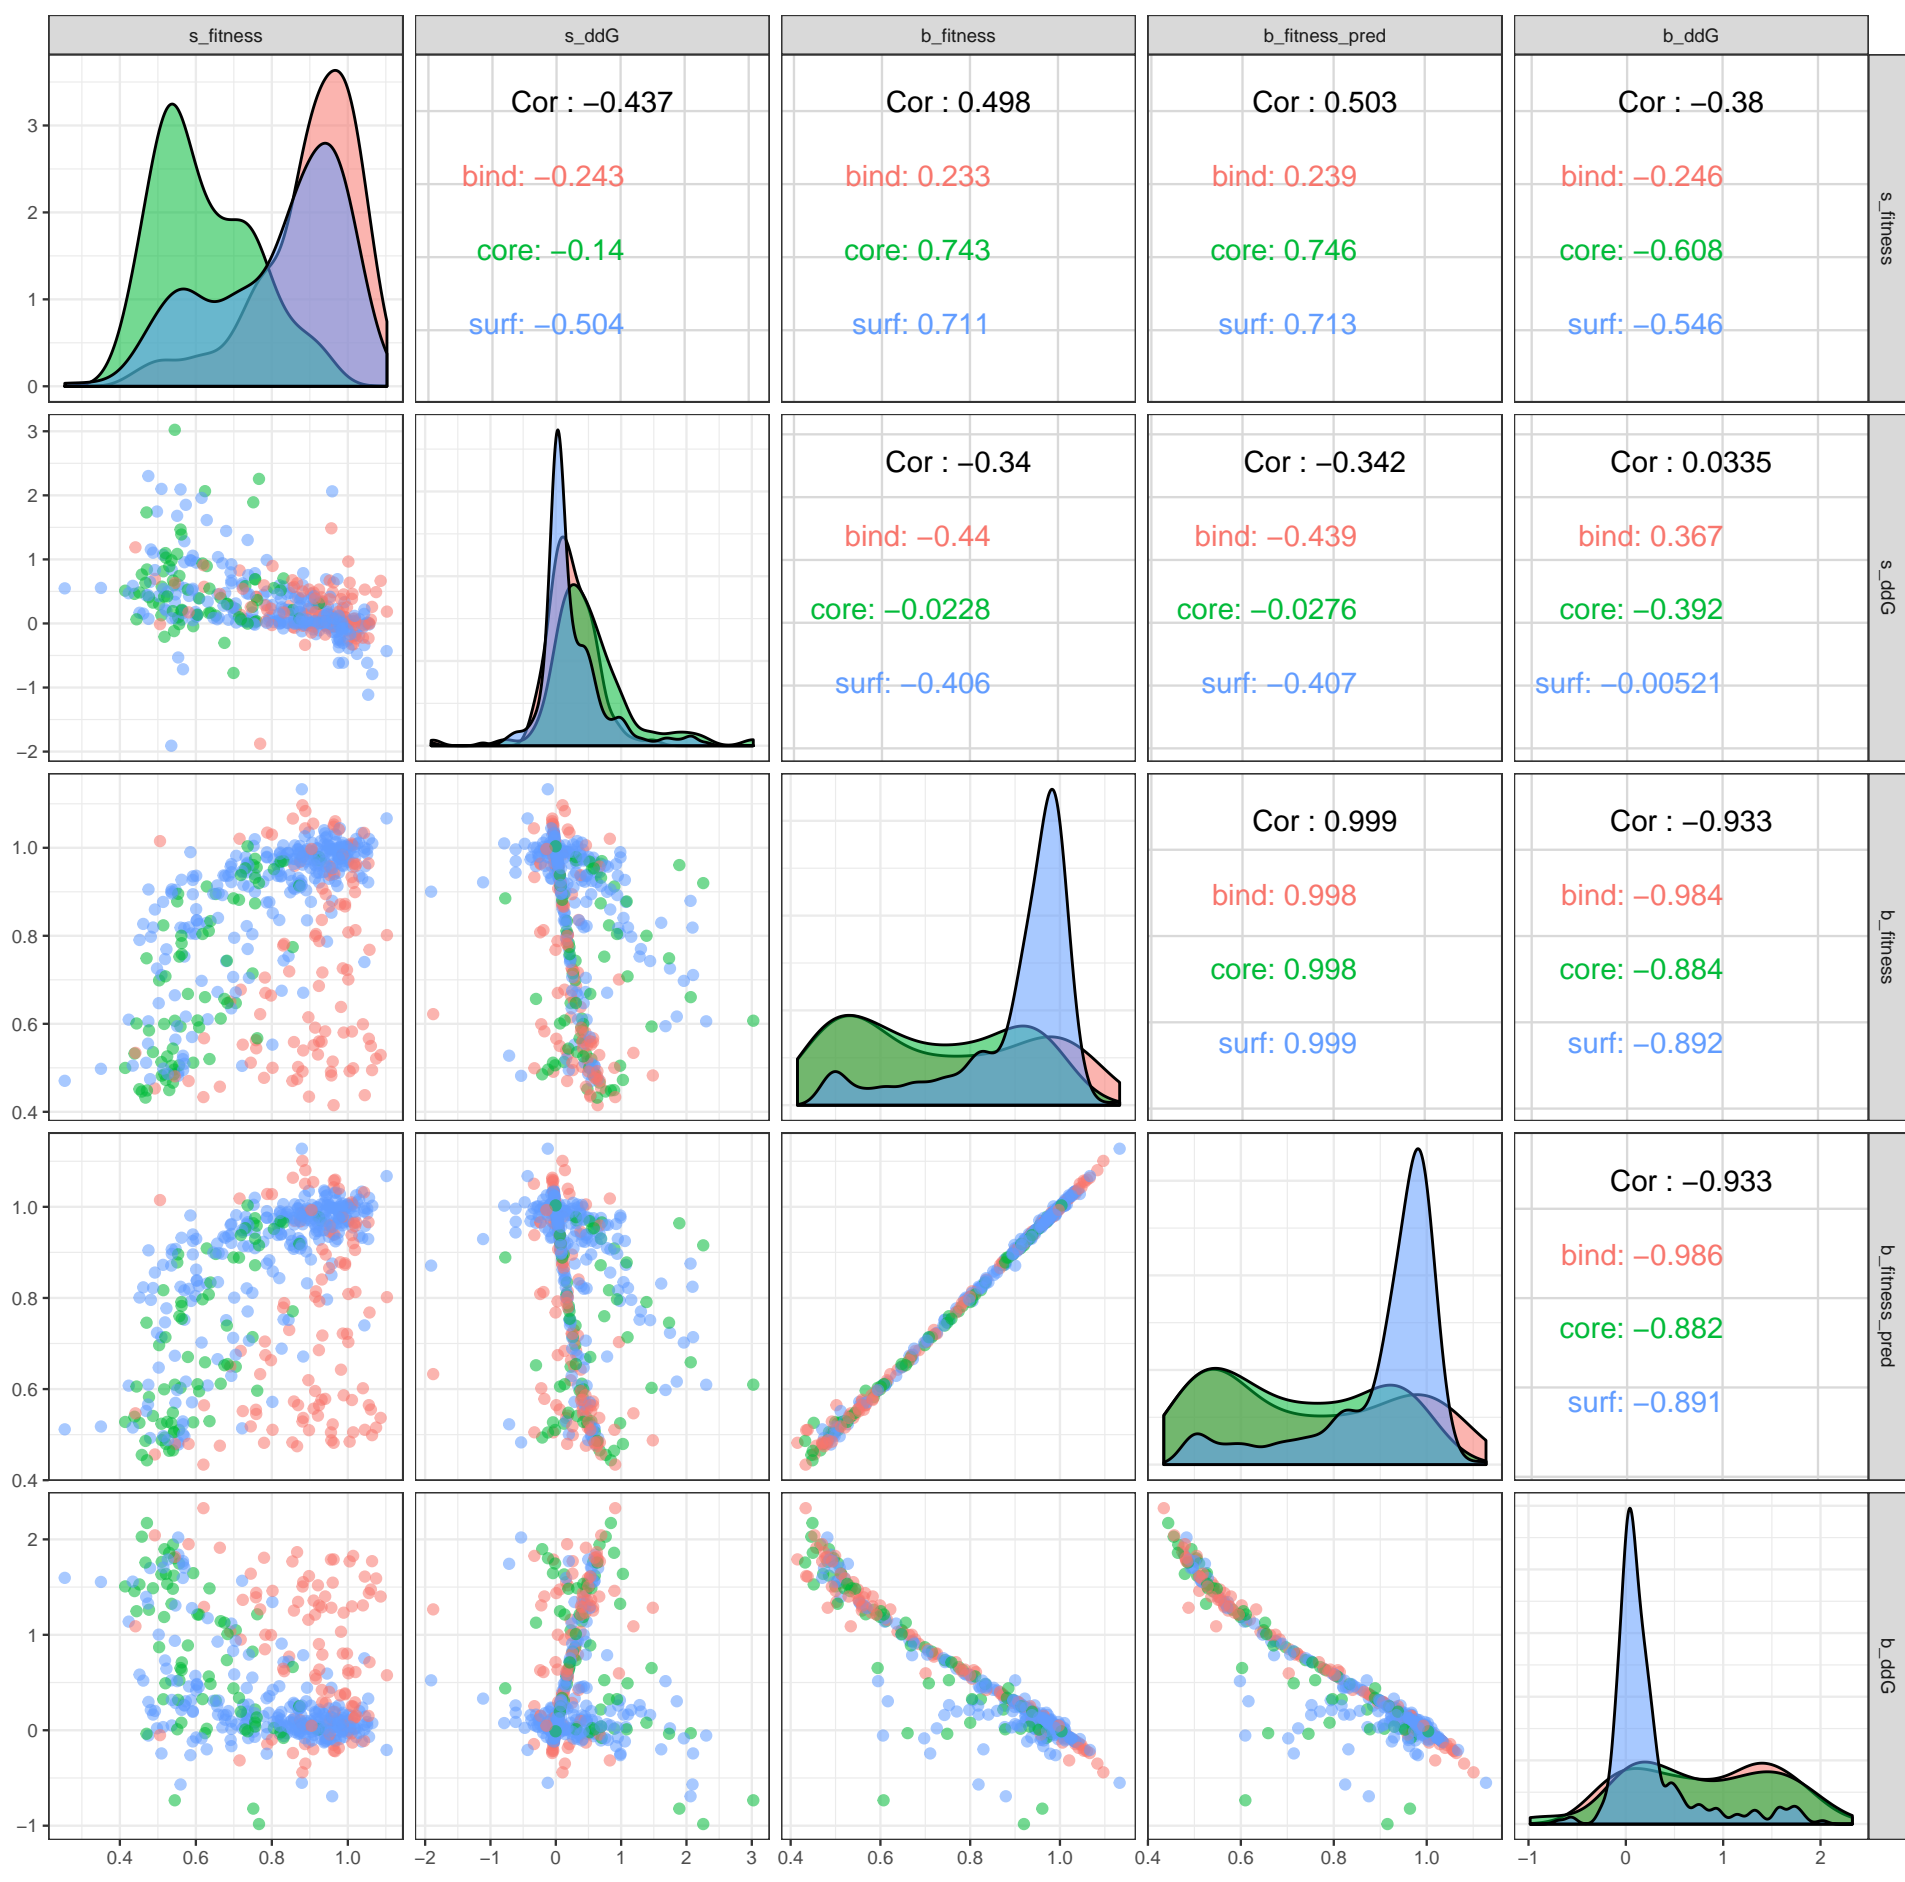 s_fitness
s_ddG
b_fitness
b_fitness_pred
b_ddG
3
2
1
0
Cor : −0.437
bind: −0.243
core: −0.14
surf: −0.504
Cor : 0.498
bind: 0.233
core: 0.743
surf: 0.711
Cor : 0.503
bind: 0.239
core: 0.746
surf: 0.713
Cor : −0.38
bind: −0.246
core: −0.608
surf: −0.546
s_fitness
3
2
1
0
−1
−2
Cor : −0.34
bind: −0.44
core: −0.0228
surf: −0.406
Cor : −0.342
bind: −0.439
core: −0.0276
surf: −0.407
Cor : 0.0335
bind: 0.367
core: −0.392
surf: −0.00521
s_ddG
1.0
0.8
0.6
0.4
Cor : 0.999
bind: 0.998
core: 0.998
surf: 0.999
Cor : −0.933
bind: −0.984
core: −0.884
surf: −0.892
b_fitness
1.0
0.8
0.6
0.4
Cor : −0.933
bind: −0.986
core: −0.882
surf: −0.891
b_fitness_pred
2
1
0
−1
b_ddG
0.4 0.6 0.8 1.0
−2 −1 0 1 2 3
0.4 0.6 0.8 1.0
0.4 0.6 0.8 1.0
−1 0 1 2